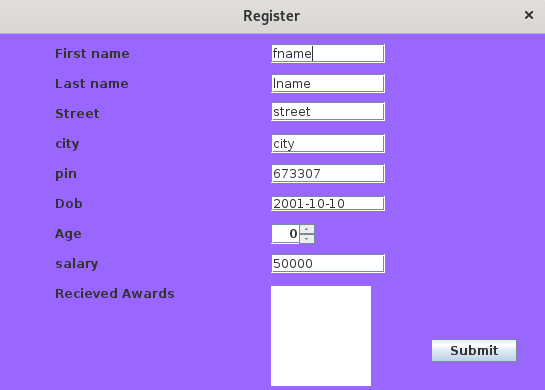 Register
First name fname
Last name lname
Street street
city city
pin 673307
Dob 2001-10-10
Age 0
salary 50000
Recieved Awards
Submit